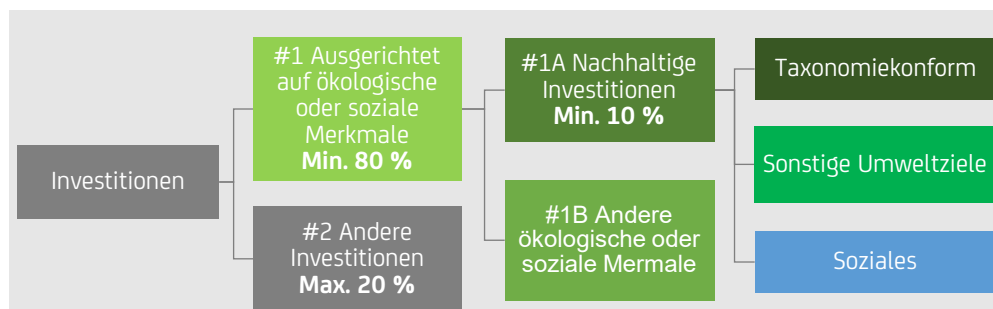 Investitionen
#1 Ausgerichtet
auf ökologische
oder soziale
Merkmale
Min. 80 %
#2 Andere
Investitionen
Max. 20 %
#1A Nachhaltige
Investitionen
Min. 10 %
#1B Andere
ökologische oder
soziale Mermale
Taxonomiekonform
Sonstige Umweltziele
Soziales